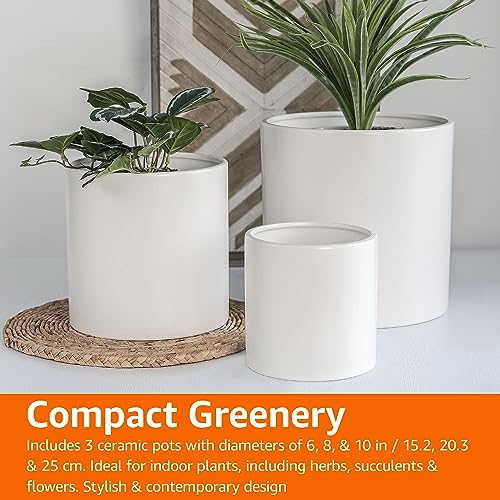 Compact Greenery
Includes 3 ceramic pots with diameters of 6, 8, & 10 in / 15.2, 20.3
& 25 cm. Ideal for indoor plants, including herbs, succulents &
flowers. Stylish & contemporary design